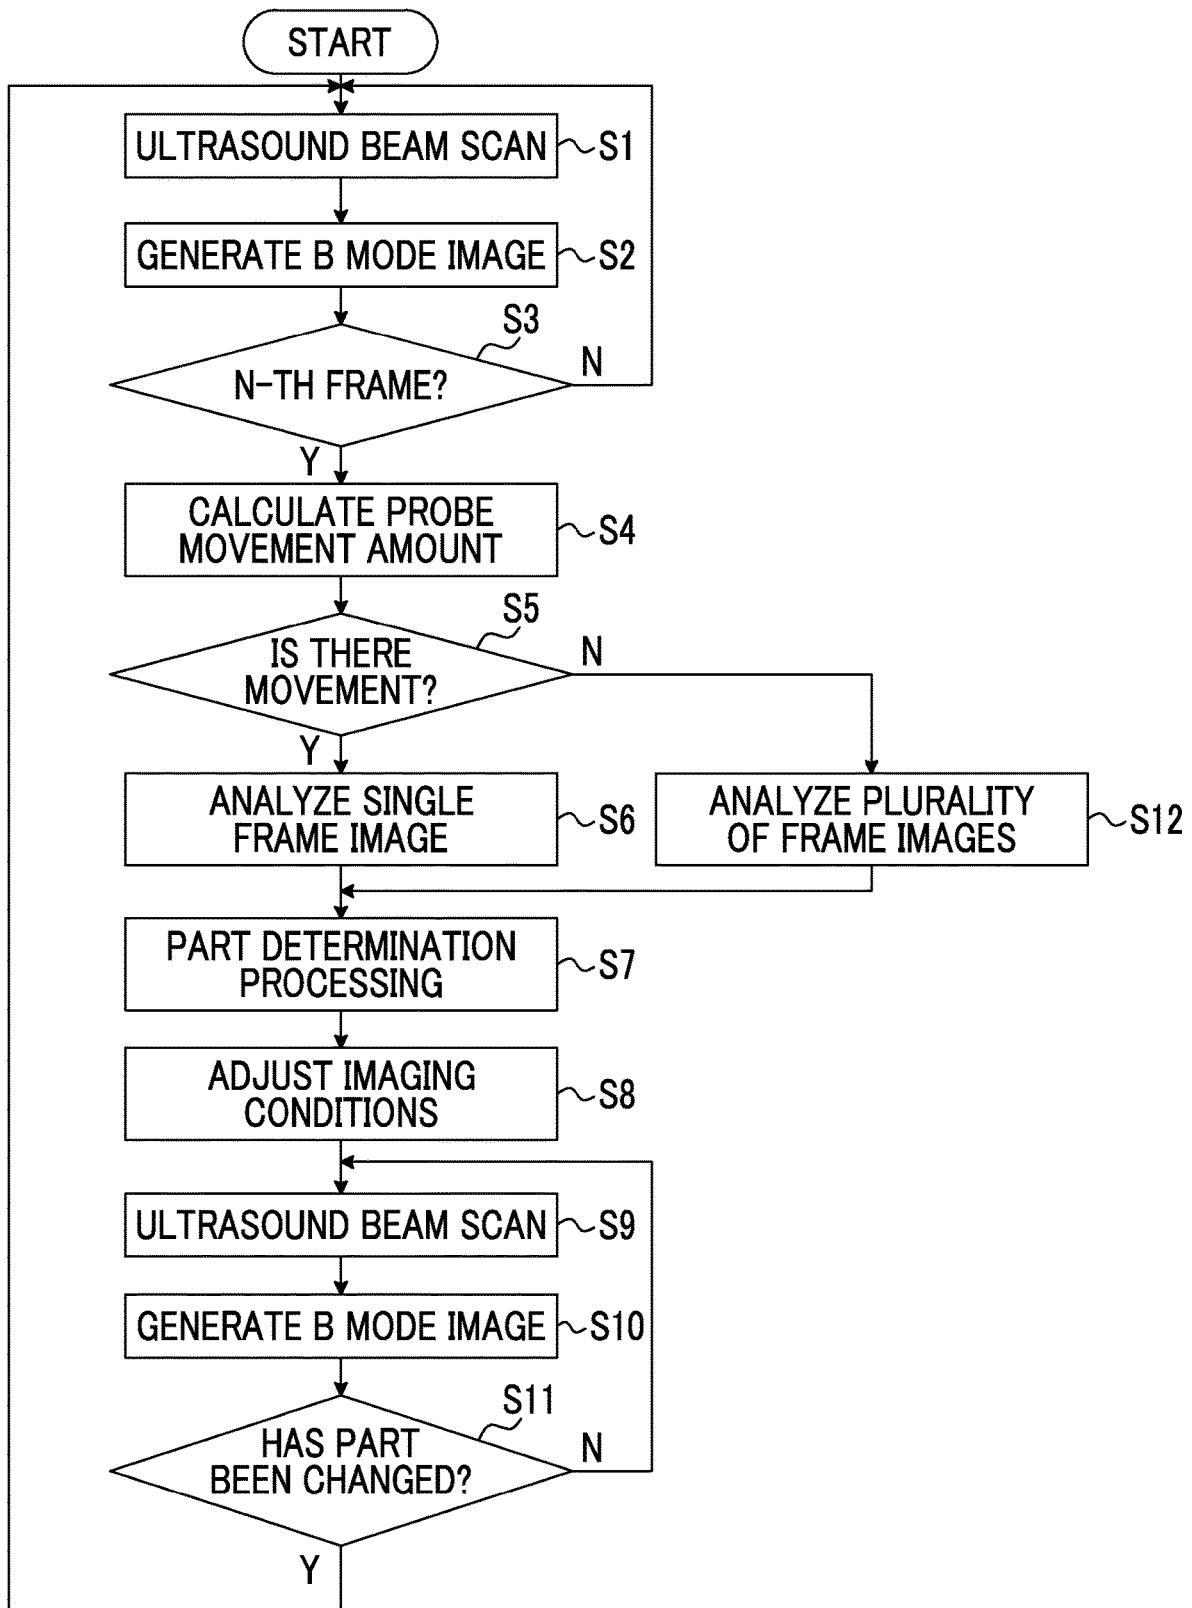 START
ULTRASOUND BEAM SCAN
S1
GENERATE B MODE IMAGE
S2
S3
N-TH FRAME?
N
Y
CALCULATE PROBE
MOVEMENT AMOUNT
S4
S5
IS THERE
MOVEMENT?
N
Y
ANALYZE SINGLE
FRAME IMAGE
S6
ANALYZE PLURALITY
OF FRAME IMAGES
S12
PART DETERMINATION
PROCESSING
S7
ADJUST IMAGING
CONDITIONS
S8
ULTRASOUND BEAM SCAN
S9
GENERATE B MODE IMAGE
S10
S11
HAS PART
BEEN CHANGED?
N
Y